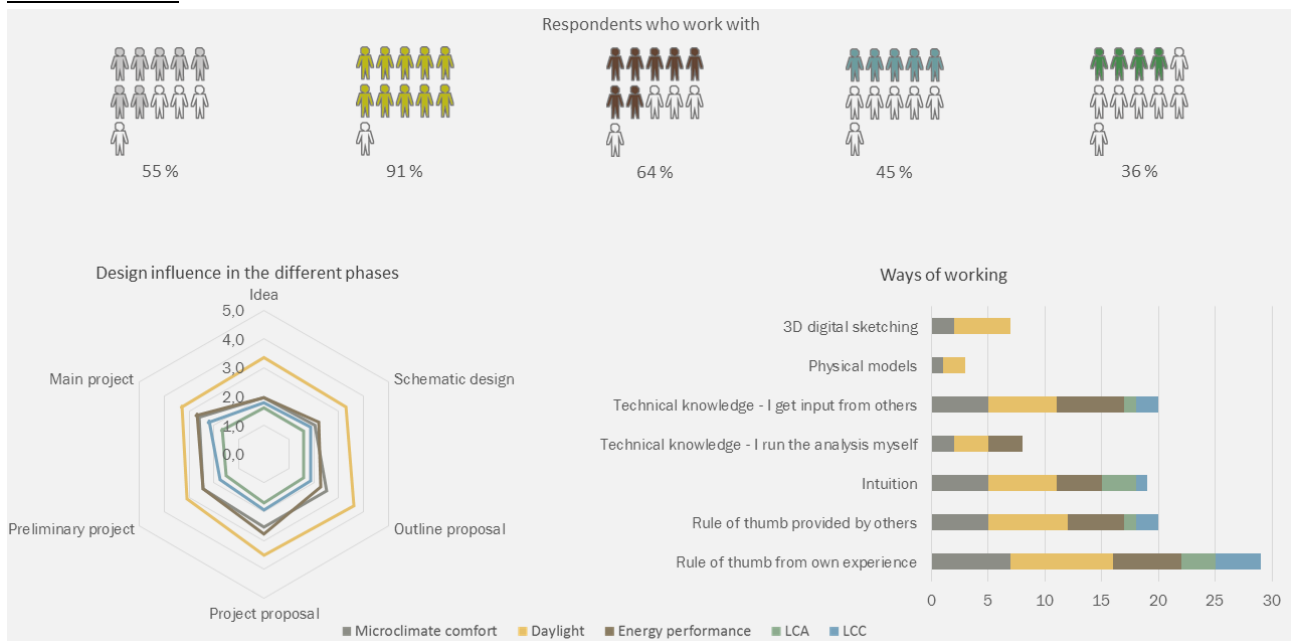 Respondents who work with
55 % 91 % 64 % 45 % 36 %
Design influence in the different phases
Idea
5,0
4,0
3,0
2,0
1,0
0,0
Main project
Schematic design
Preliminary project
Outline proposal
Project proposal
Ways of working
3D digital sketching
Physical models
Technical knowledge - I get input from others
Technical knowledge - I run the analysis myself
Intuition
Rule of thumb provided by others
Rule of thumb from own experience
0 5 10 15 20 25 30
Microclimate comfort Daylight Energy performance LCA LCC